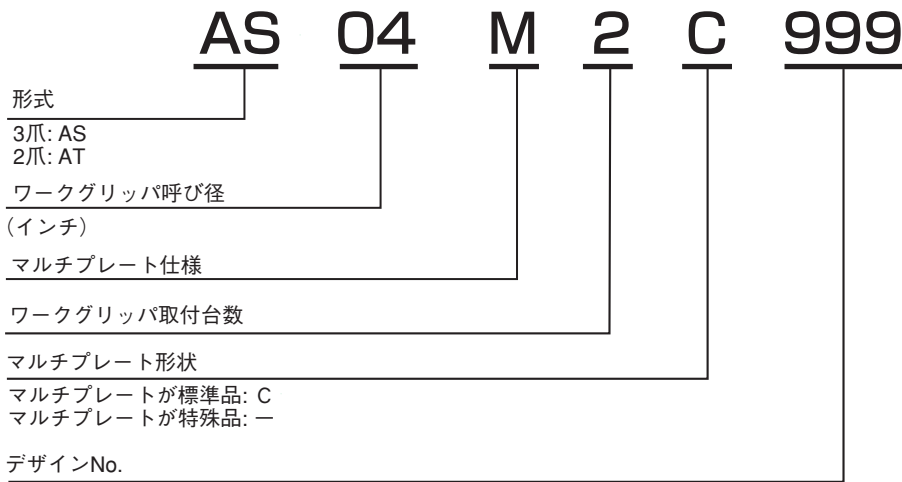 AS 04 M 2 C 999
形式
3爪: AS
2爪: AT
ワークグリッパ呼び径
(インチ)
マルチプレート仕様
ワークグリッパ取付台数
マルチプレート形状
マルチプレートが標準品: C
マルチプレートが特殊品: ー
デザインNo.